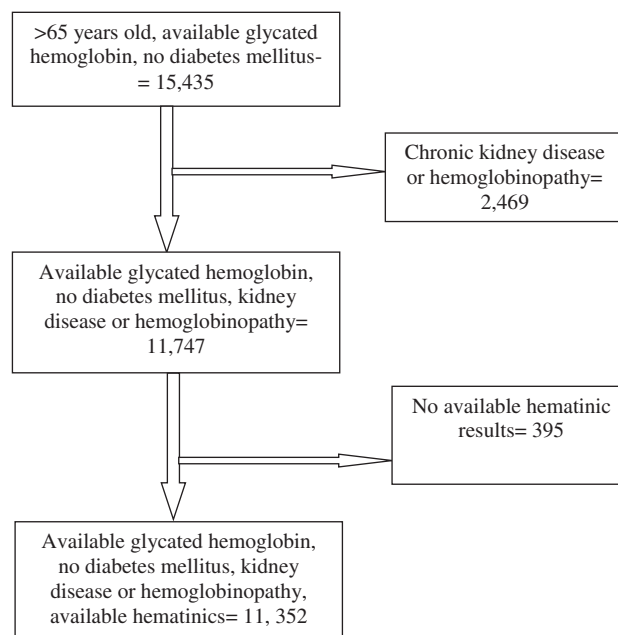 >65 years old, available glycated
hemoglobin, no diabetes mellitus-
= 15,435
Chronic kidney disease
or hemoglobinopathy=
2,469
Available glycated hemoglobin,
no diabetes mellitus, kidney
disease or hemoglobinopathy=
11,747
No available hematinic
results= 395
Available glycated hemoglobin,
no diabetes mellitus, kidney
disease or hemoglobinopathy,
available hematinics= 11, 352